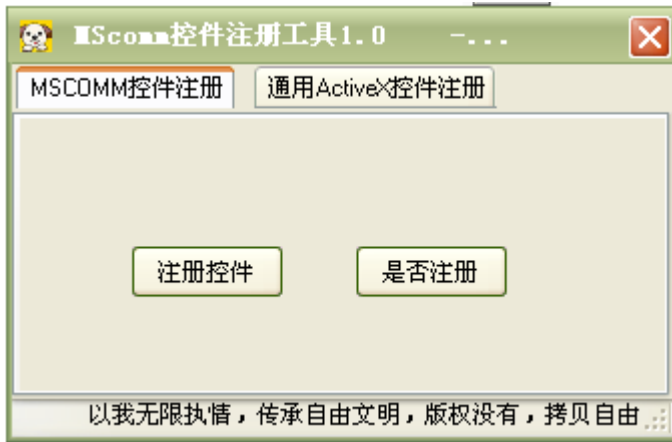 MScomm控件注册工具1.0 -...
MSCOMM控件注册 通用ActiveX控件注册
注册控件 是否注册
以我无限执情,传承自由文明,版权没有,拷贝自由